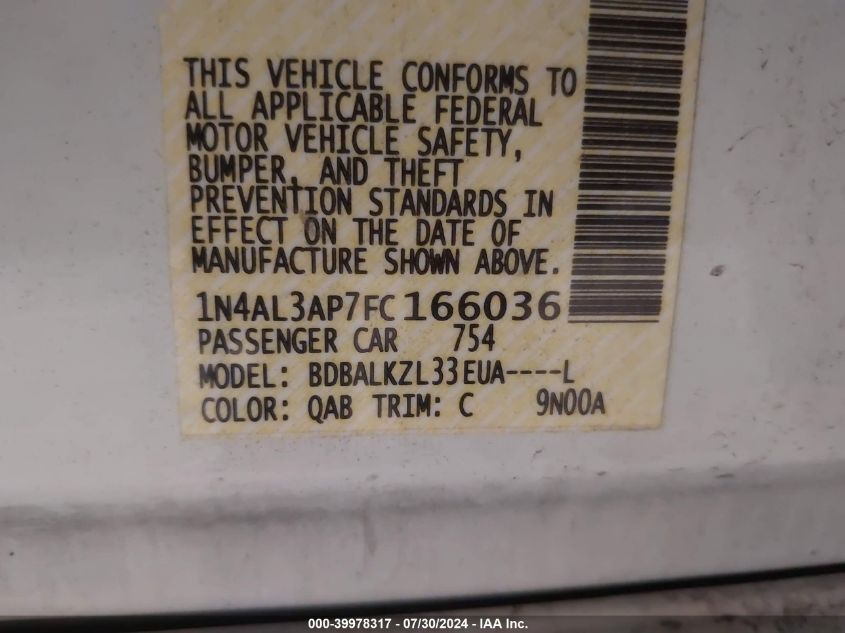 THIS VEHICLE CONFORMS TO
ALL APPLICABLE FEDERAL
MOTOR VEHICLE SAFETY,
BUMPER, AND THEFT
PREVENTION STANDARDS IN
EFFECT ON THE DATE OF
MANUFACTURE SHOWN ABOVE.
1N4AL3AP7FC166036
PASSENGER CAR 754
MODEL: BDBALKZL33EUA----L
COLOR: QAB TRIM: C 9N00A
000-39978317 - 07/30/2024 - IAA Inc.